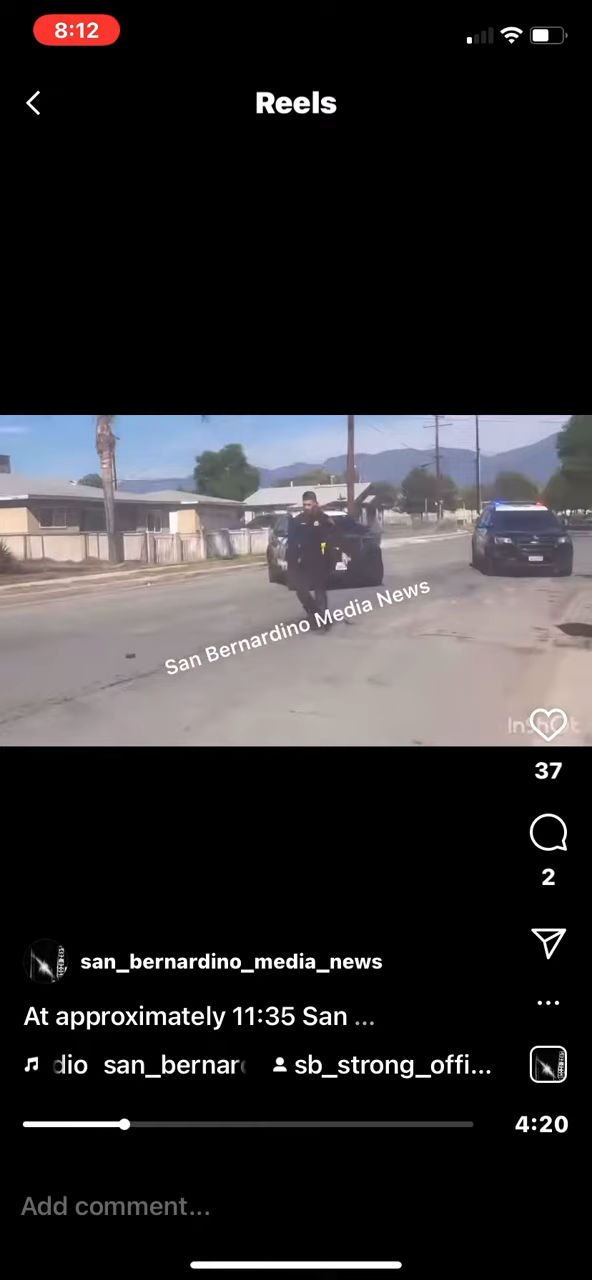 8:12
Reels
San Bernardino Media News
InShot
37
2
san_bernardino_media_news
At approximately 11:35 San ...
dio san_bernar
sb_strong_offi...
4:20
Add comment...